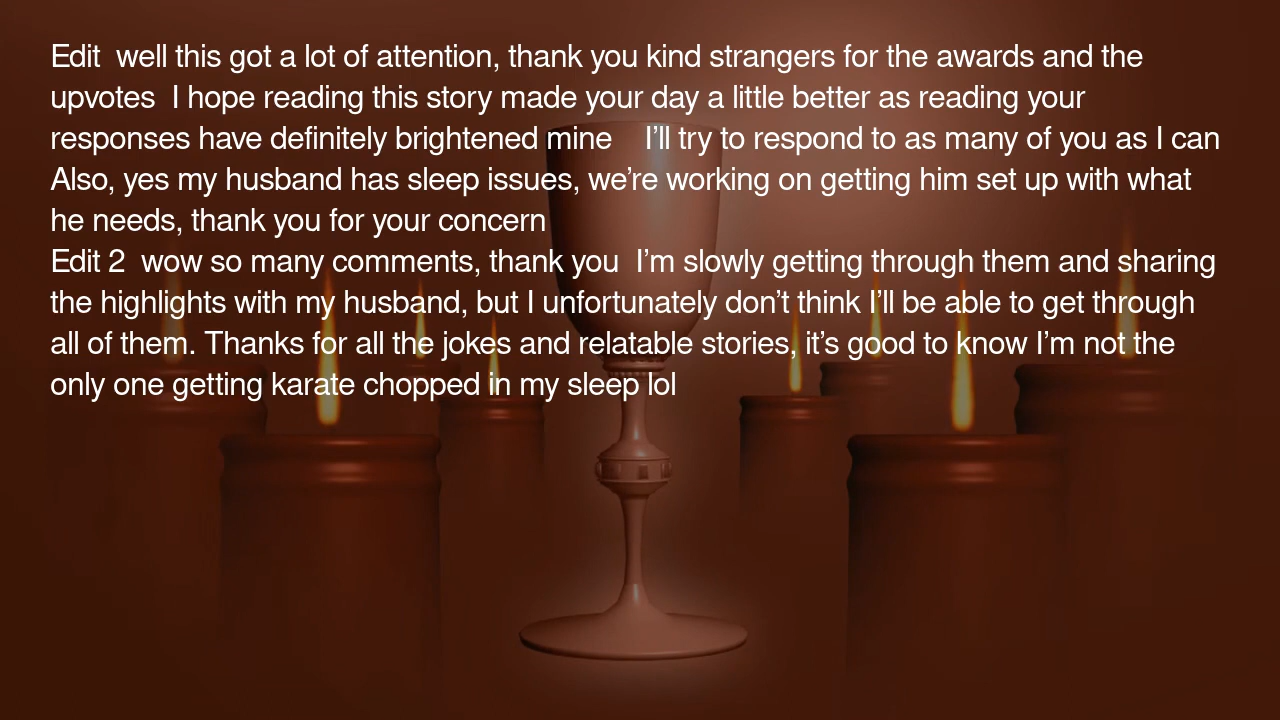 Edit  well this got a lot of attention, thank you kind strangers for the awards and the
upvotes  I hope reading this story made your day a little better as reading your
responses have definitely brightened mine    I’ll try to respond to as many of you as I can
Also, yes my husband has sleep issues, we’re working on getting him set up with what
he needs, thank you for your concern
Edit 2  wow so many comments, thank you  I’m slowly getting through them and sharing
the highlights with my husband, but I unfortunately don’t think I’ll be able to get through
all of them. Thanks for all the jokes and relatable stories, it’s good to know I’m not the
only one getting karate chopped in my sleep lol